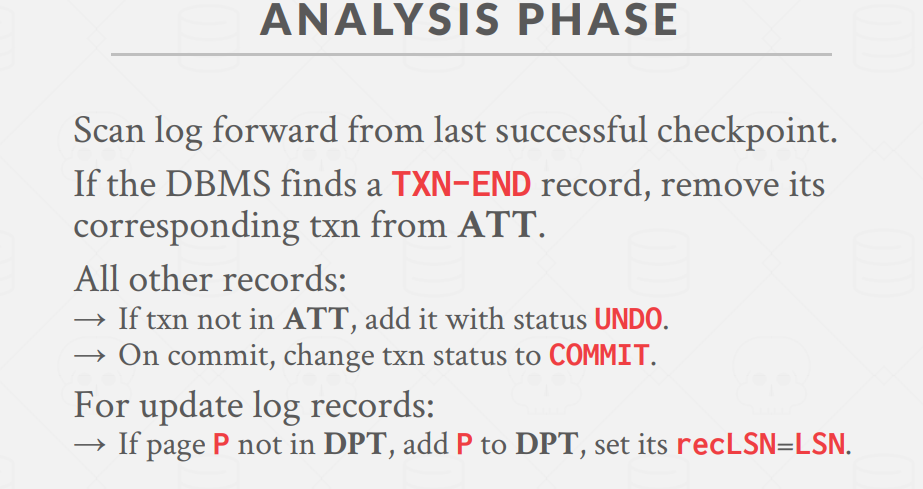 ANALYSIS PHASE
Scan log forward from last successful checkpoint.
If the DBMS finds a TXN-END record, remove its
corresponding txn from ATT.
All other records:
→ If txn not in ATT, add it with status UNDO.
→ On commit, change txn status to COMMIT.
For update log records:
→ If page P not in DPT, add P to DPT, set its recLSN=LSN.